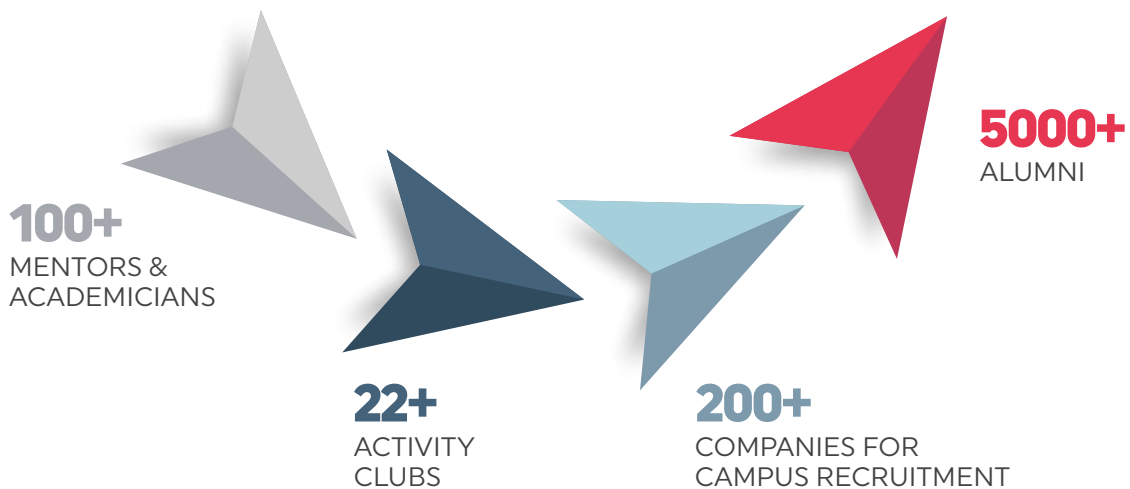 100+
MENTORS &
ACADEMICIANS
22+
ACTIVITY
CLUBS
200+
COMPANIES FOR
CAMPUS RECRUITMENT
5000+
ALUMNI